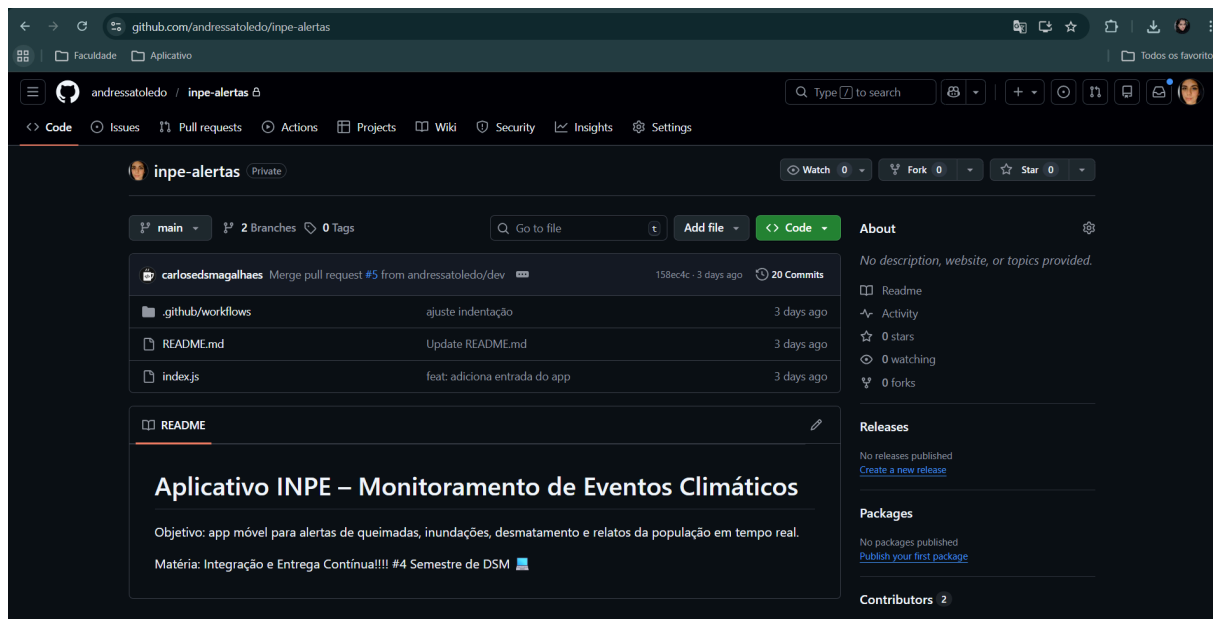 github.com/andressatoledo/inpe-alertas
Faculdade Aplicativo Todos os favorito
andressatoledo / inpe-alertas Type / to search
Code Issues Pull requests Actions Projects Wiki Security Insights Settings
inpe-alertas Private Watch 0 Fork 0 Star 0
main 2 Branches 0 Tags Go to file t Add file Code
carlosedsmagalhaes Merge pull request #5 from andressatoledo/dev 158ec4c · 3 days ago 20 Commits
.github/workflows ajuste indentação 3 days ago
README.md Update README.md 3 days ago
index.js feat: adiciona entrada do app 3 days ago
README
Aplicativo INPE – Monitoramento de Eventos Climáticos
Objetivo: app móvel para alertas de queimadas, inundações, desmatamento e relatos da população em tempo real.
Matéria: Integração e Entrega Contínua!!!! #4 Semestre de DSM 💻
About
No description, website, or topics provided.
Readme
Activity
0 stars
0 watching
0 forks
Releases
No releases published
Create a new release
Packages
No packages published
Publish your first package
Contributors 2